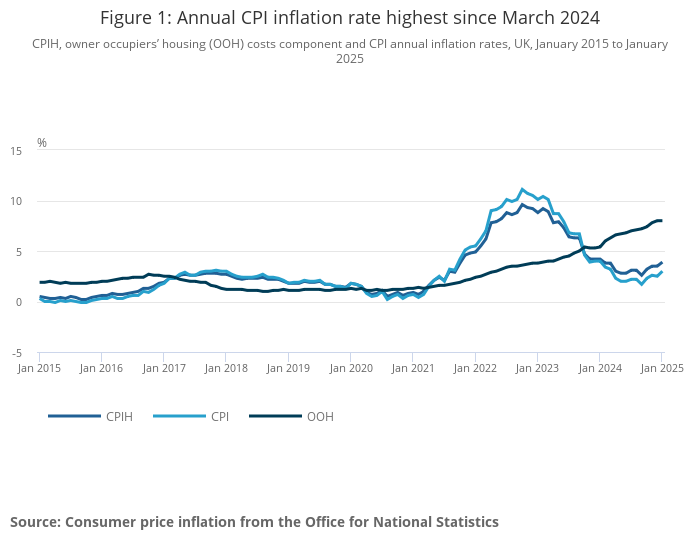 Figure 1: Annual CPI inflation rate highest since March 2024
CPIH, owner occupiers’ housing (OOH) costs component and CPI annual inflation rates, UK, January 2015 to January
2025
%
15
10
5
0
-5
Jan 2015 Jan 2016 Jan 2017 Jan 2018 Jan 2019 Jan 2020 Jan 2021 Jan 2022 Jan 2023 Jan 2024 Jan 2025
CPIH CPI OOH
Source: Consumer price inflation from the Office for National Statistics